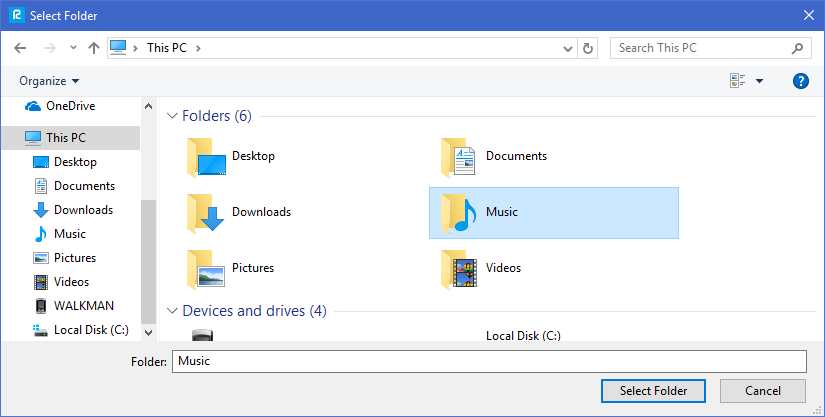 Select Folder
This PC
Search This PC
Organize
?
OneDrive
This PC
Desktop
Documents
Downloads
Music
Pictures
Videos
WALKMAN
Local Disk (C:)
Folders (6)
Desktop
Documents
Downloads
Music
Pictures
Videos
Devices and drives (4)
Local Disk (C:)
Folder: Music
Select Folder
Cancel